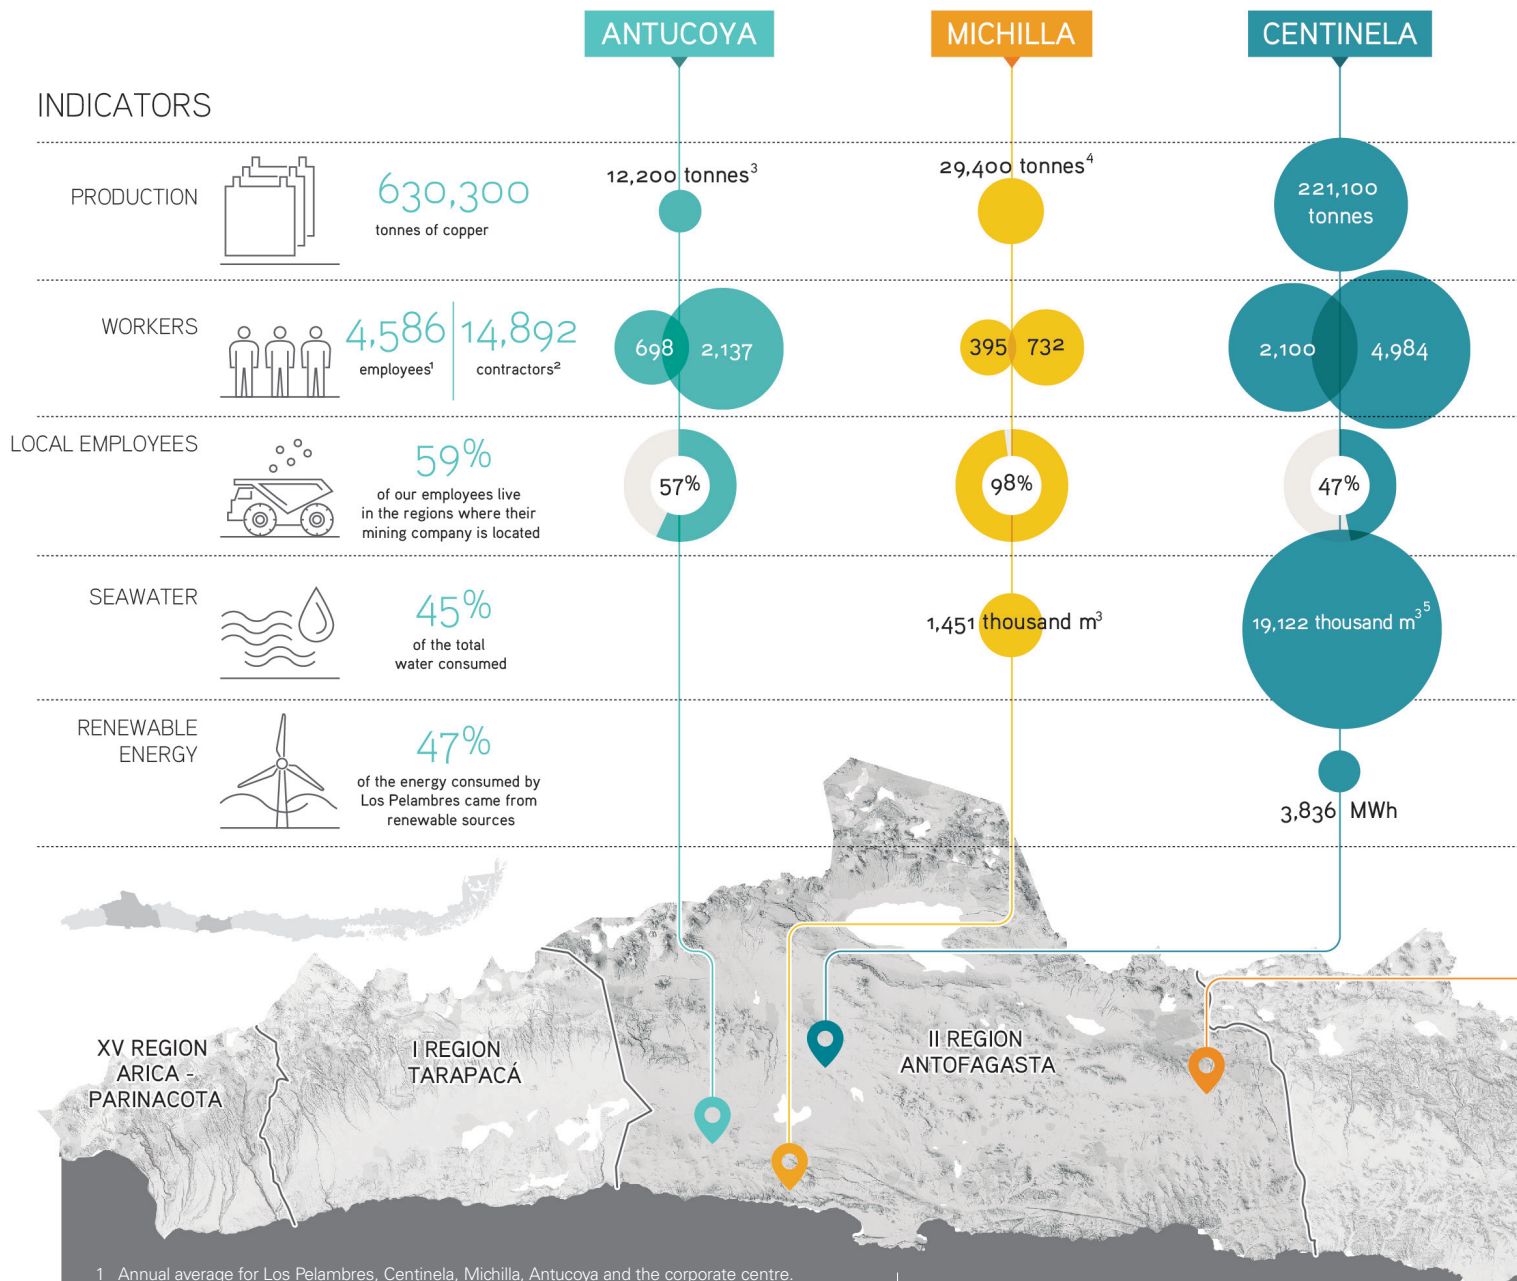 ANTUCOYA
MICHILLA
CENTINELA
INDICATORS
PRODUCTION
630,300
tonnes of copper
12,200 tonnes³
29,400 tonnes⁴
221,100
tonnes
WORKERS
4,586
employees¹
14,892
contractors²
698
2,137
395
732
2,100
4,984
LOCAL EMPLOYEES
59%
of our employees live
in the regions where their
mining company is located
57%
98%
47%
SEAWATER
45%
of the total
water consumed
1,451 thousand m³
19,122 thousand m³ ⁵
RENEWABLE
ENERGY
47%
of the energy consumed by
Los Pelambres came from
renewable sources
3,836 MWh
XV REGION
ARICA -
PARINACOTA
I REGION
TARAPACÁ
II REGION
ANTOFAGASTA
1 Annual average for Los Pelambres, Centinela, Michilla, Antucoya and the corporate centre.